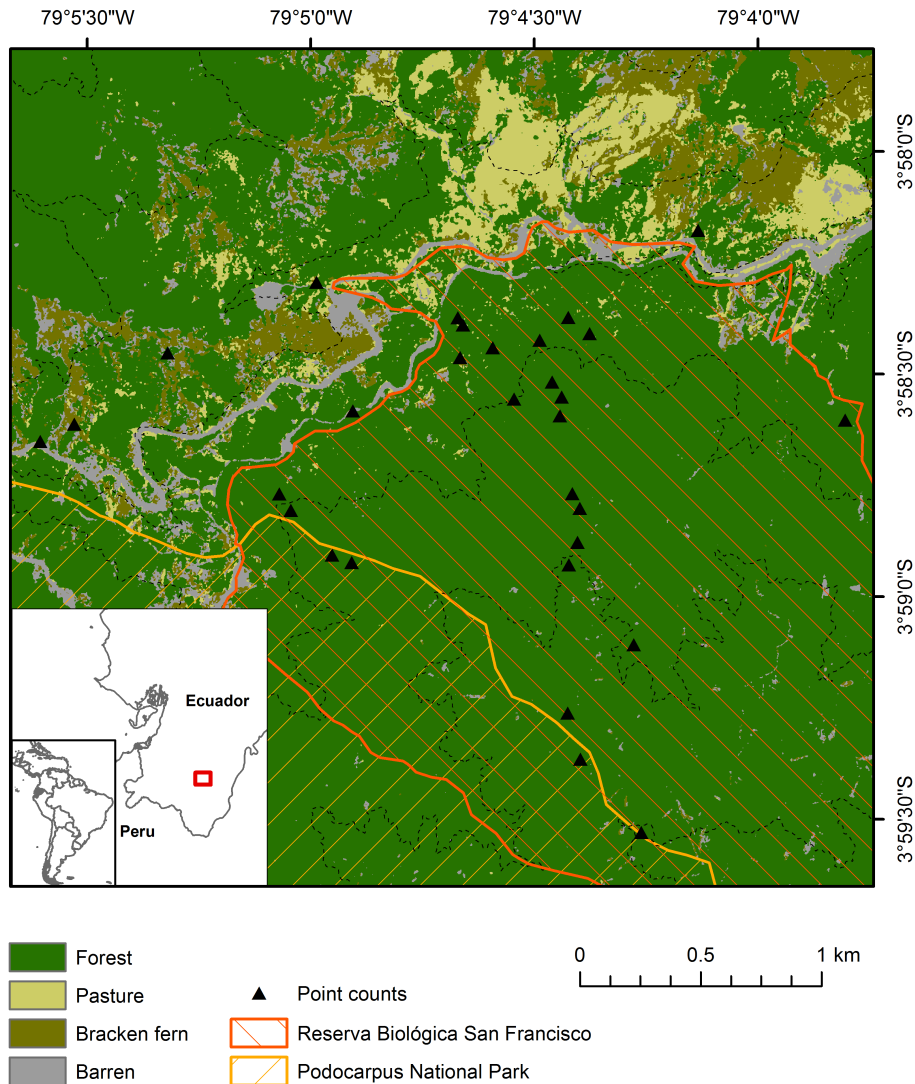 79°5'30"W 79°5'0"W 79°4'30"W 79°4'0"W
3°58'0"S
3°58'30"S
3°59'0"S
3°59'30"S
Ecuador
Peru
0 0.5 1 km
Forest
Pasture
Point counts
Bracken fern
Reserva Biológica San Francisco
Barren
Podocarpus National Park